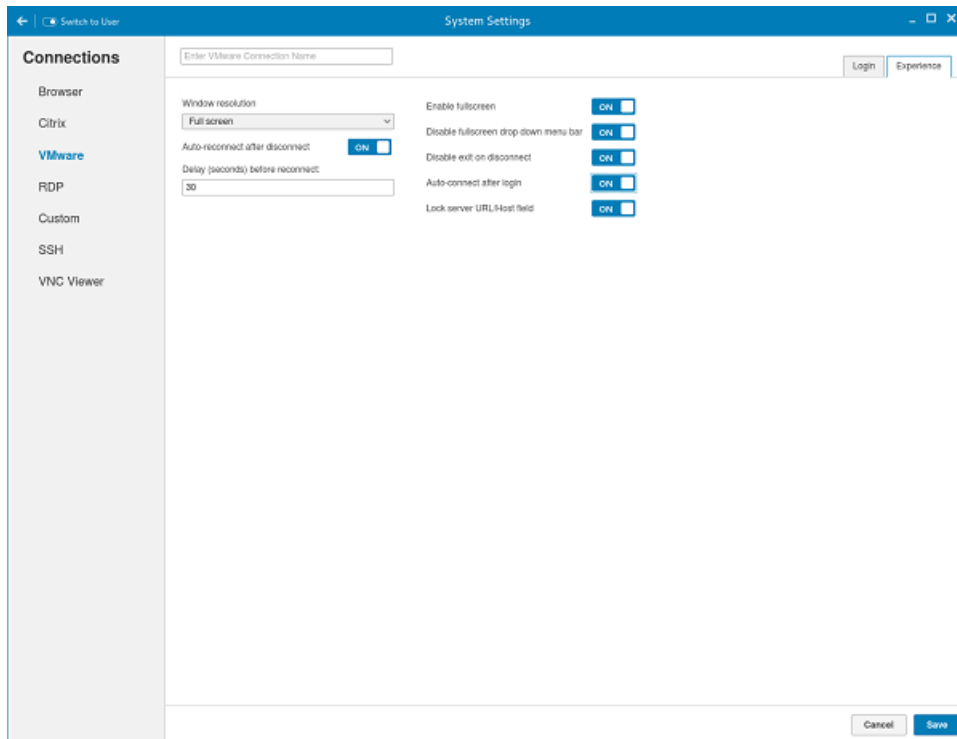 Switch to User
System Settings
Connections
Browser
Citrix
VMware
RDP
Custom
SSH
VNC Viewer
Enter VMware Connection Name
Login
Experience
Window resolution
Full screen
Auto-reconnect after disconnect
ON
Delay (seconds) before reconnect:
30
Enable fullscreen
ON
Disable fullscreen drop down menu bar
ON
Disable exit on disconnect
ON
Auto-connect after login
ON
Lock server URL/Host field
ON
Cancel
Save